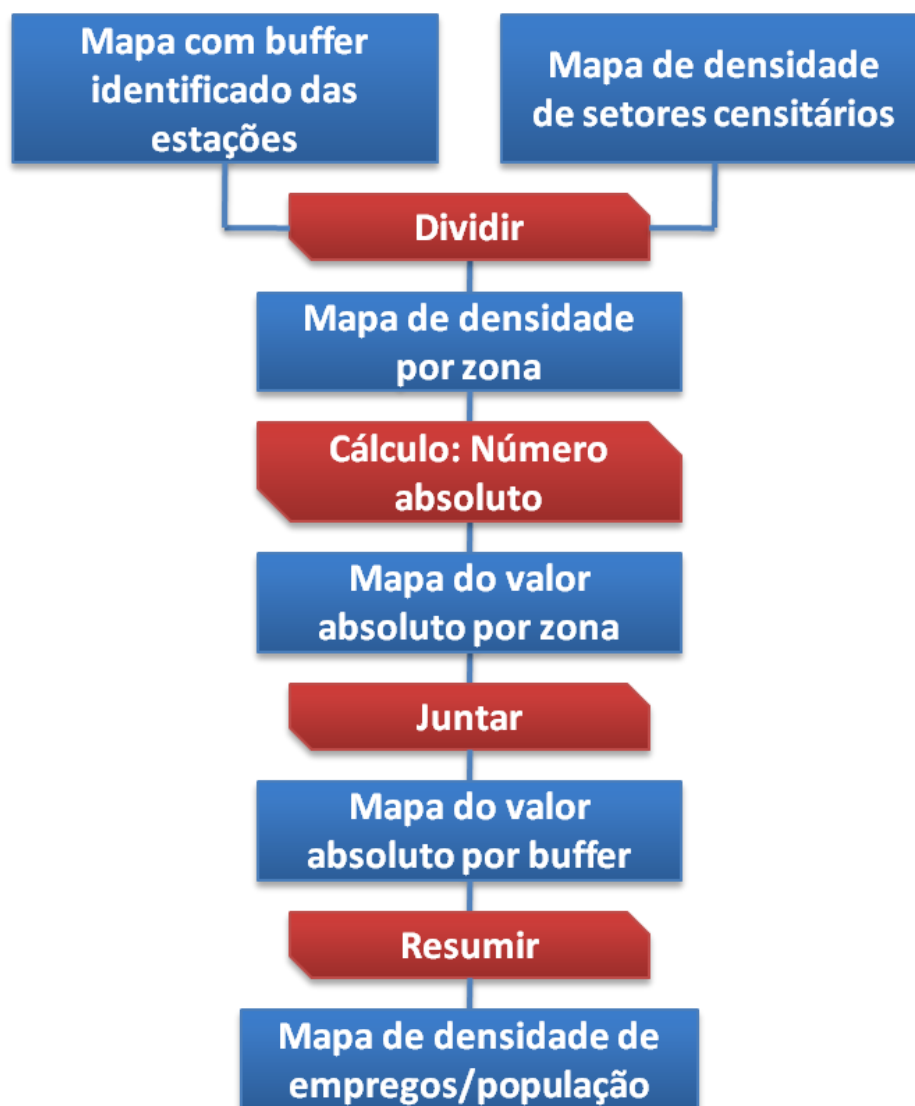 Mapa com buffer
identificado das
estações
Mapa de densidade
de setores censitários
Dividir
Mapa de densidade
por zona
Cálculo: Número
absoluto
Mapa do valor
absoluto por zona
Juntar
Mapa do valor
absoluto por buffer
Resumir
Mapa de densidade de
empregos/população